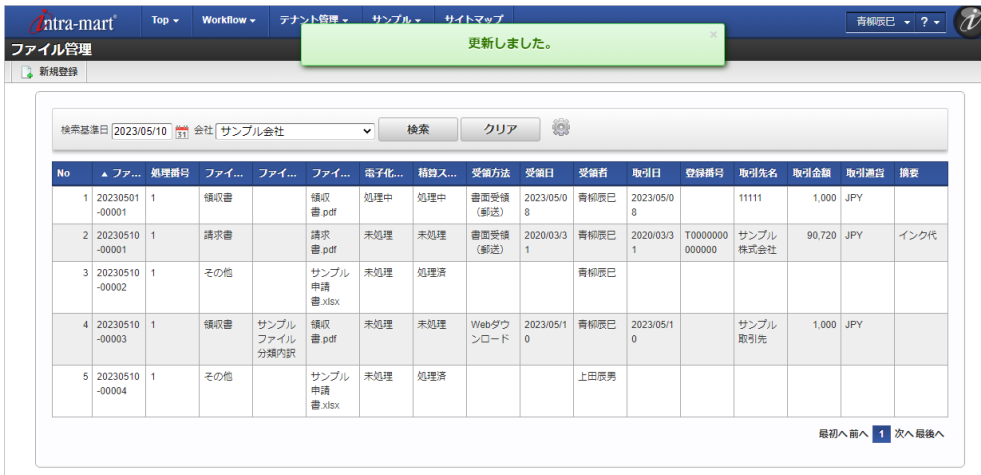 intra-mart Top Workflow テナント管理 サンプル サイトマップ 青柳辰巳 ?
更新しました。 ×
ファイル管理
新規登録
検索基準日 2023/05/10 31 会社 サンプル会社 検索 クリア
No ▲ ファ... 処理番号 ファイ... ファイ... ファイ... 電子化... 積算ス... 受領方法 受領日 受領者 取引日 登録番号 取引先名 取引金額 取引通貨 摘要
1 20230501 1 領収書 領収 処理中 処理中 書面受領 2023/05/0 青柳辰巳 2023/05/0 11111 1,000 JPY
-00001 書.pdf (郵送) 8 8
2 20230510 1 請求書 請求 未処理 未処理 書面受領 2020/03/3 青柳辰巳 2020/03/3 T0000000 サンプル 90,720 JPY インク代
-00001 書.pdf (郵送) 1 1 000000 株式会社
3 20230510 1 その他 サンプル 未処理 処理済 青柳辰巳
-00002 申請
書.xlsx
4 20230510 1 領収書 サンプル 領収 未処理 未処理 Webダウ 2023/05/1 青柳辰巳 2023/05/1 サンプル 1,000 JPY
-00003 ファイル 書.pdf ンロード 0 0 取引先
分類内訳
5 20230510 1 その他 サンプル 未処理 処理済 上田辰男
-00004 申請
書.xlsx
最初へ 前へ 1 次へ 最後へ